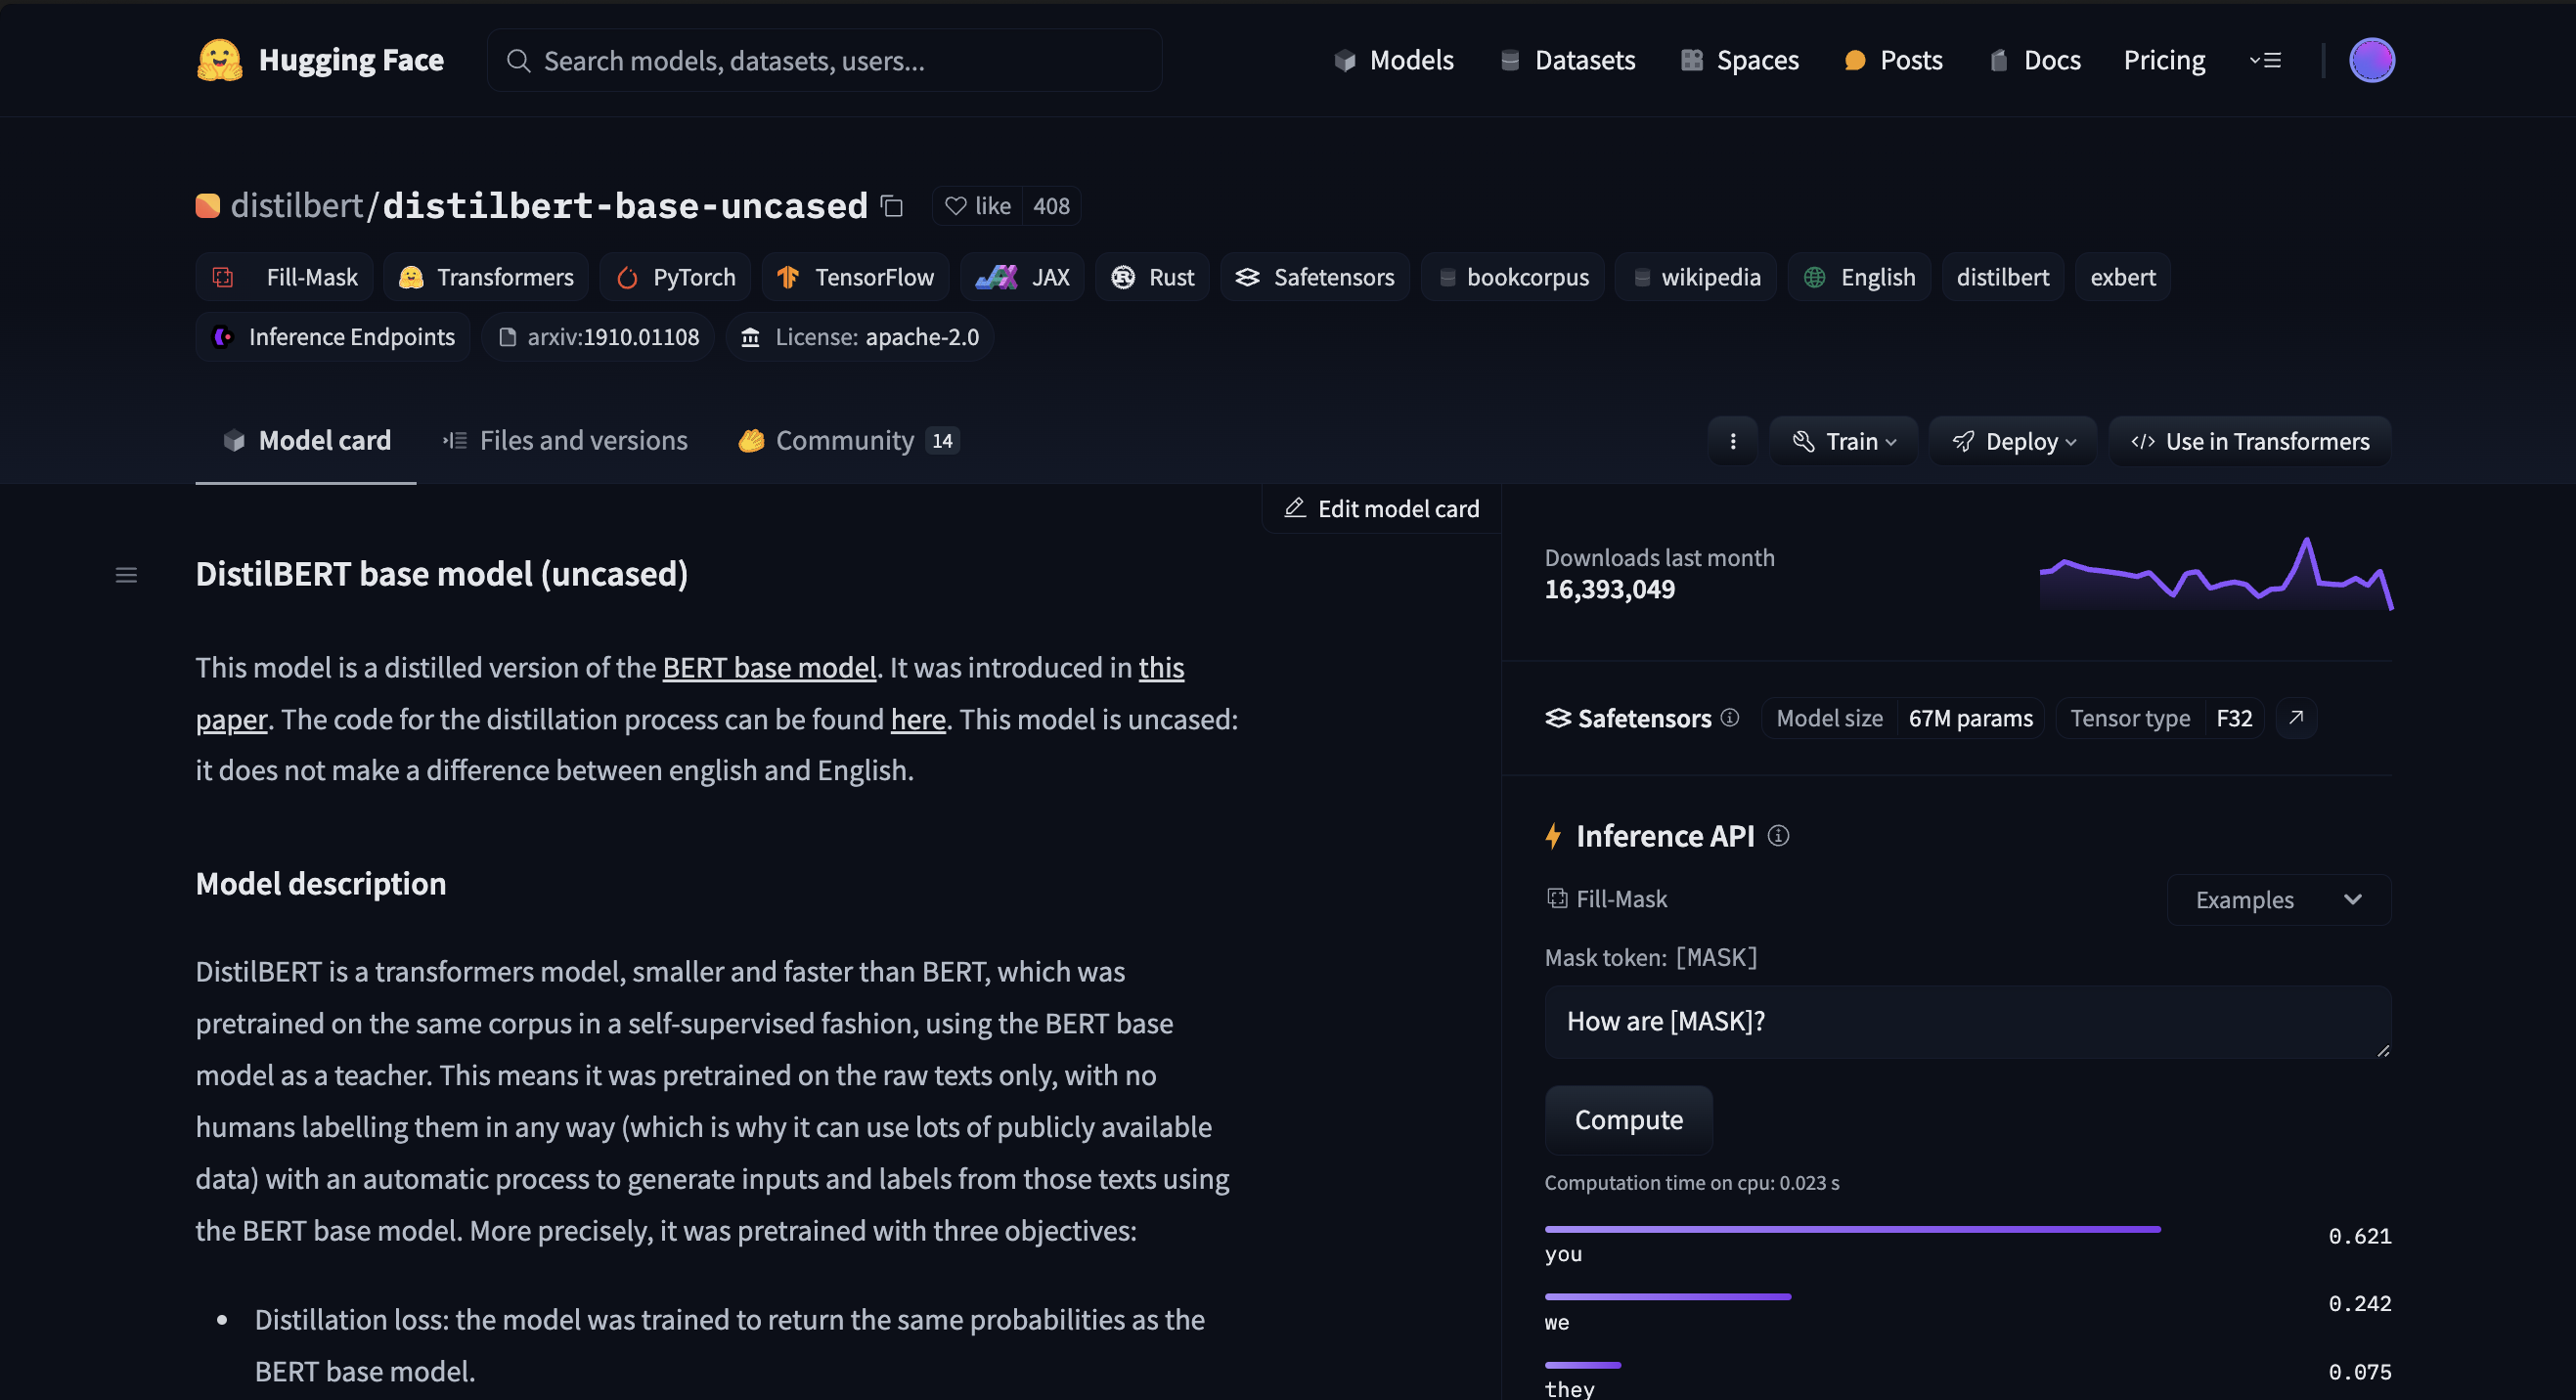 Hugging Face
Search models, datasets, users...
Models
Datasets
Spaces
Posts
Docs
Pricing
distilbert/distilbert-base-uncased
like 408
Fill-Mask
Transformers
PyTorch
TensorFlow
JAX
Rust
Safetensors
bookcorpus
wikipedia
English
distilbert
exbert
Inference Endpoints
arxiv:1910.01108
License: apache-2.0
Model card
Files and versions
Community 14
Train
Deploy
</> Use in Transformers
Edit model card
DistilBERT base model (uncased)
This model is a distilled version of the BERT base model. It was introduced in this
paper. The code for the distillation process can be found here. This model is uncased:
it does not make a difference between english and English.
Model description
DistilBERT is a transformers model, smaller and faster than BERT, which was
pretrained on the same corpus in a self-supervised fashion, using the BERT base
model as a teacher. This means it was pretrained on the raw texts only, with no
humans labelling them in any way (which is why it can use lots of publicly available
data) with an automatic process to generate inputs and labels from those texts using
the BERT base model. More precisely, it was pretrained with three objectives:
• Distillation loss: the model was trained to return the same probabilities as the
BERT base model.
Downloads last month
16,393,049
Safetensors
Model size 67M params
Tensor type F32
Inference API
Fill-Mask
Examples
Mask token: [MASK]
How are [MASK]?
Compute
Computation time on cpu: 0.023 s
you 0.621
we 0.242
they 0.075